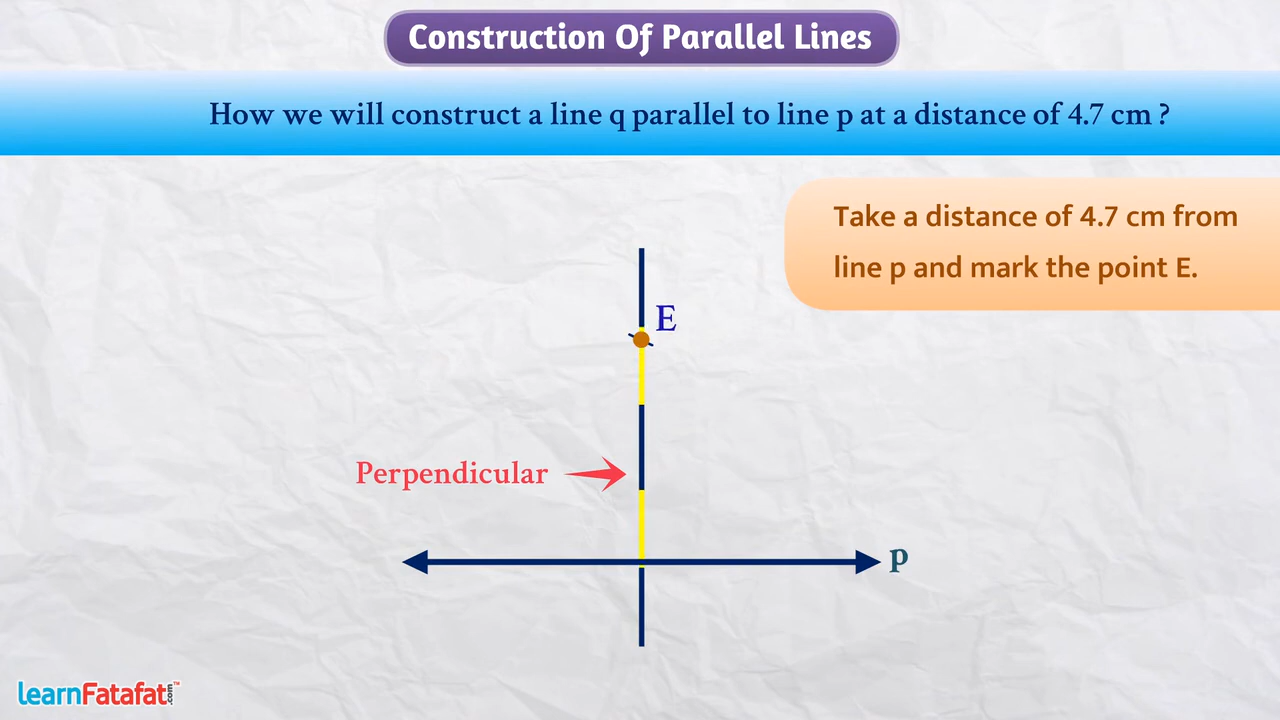 Construction Of Parallel Lines
How we will construct a line q parallel to line p at a distance of 4.7 cm ?
Take a distance of 4.7 cm from
line p and mark the point E.
E
Perpendicular
p
learnFatafat.com™